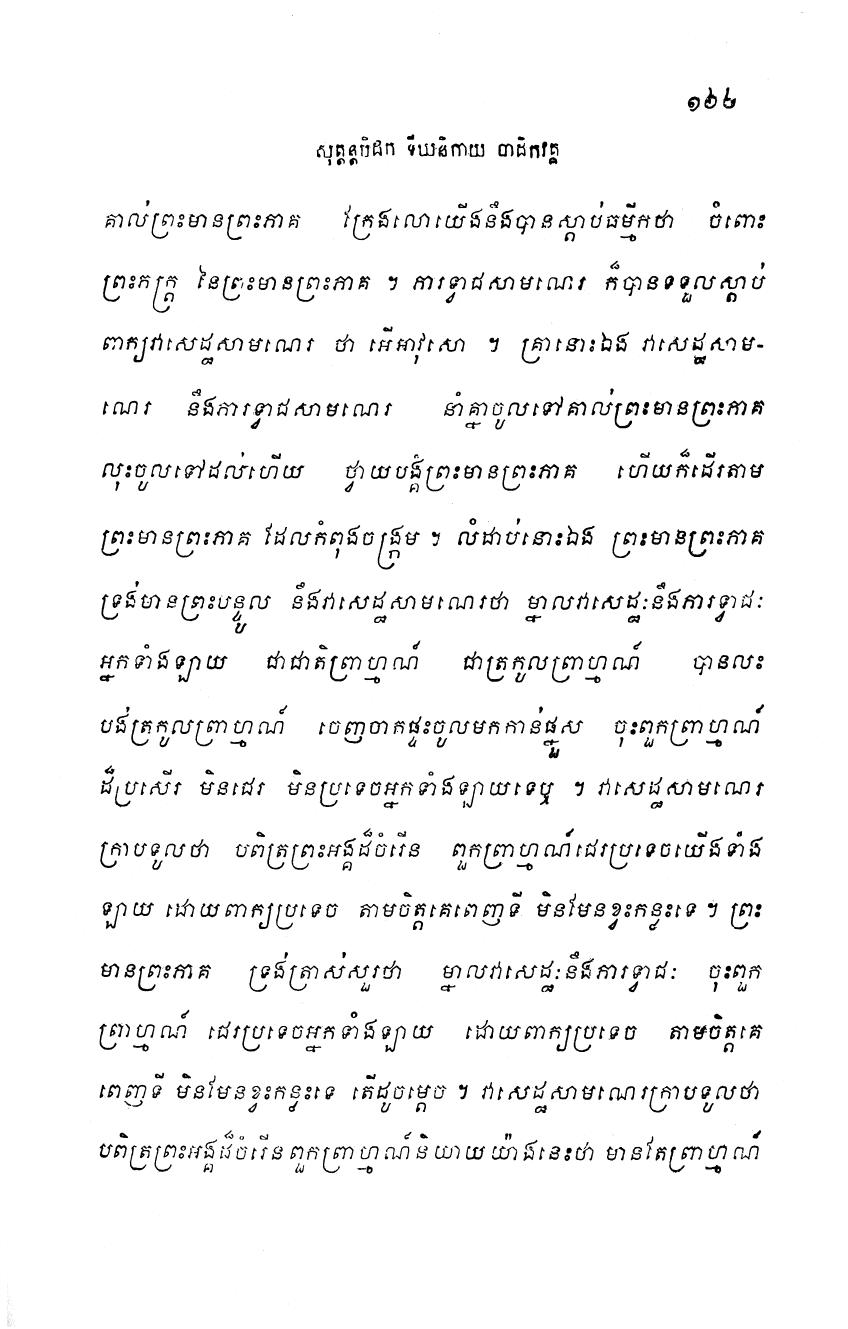 ១៦៦
សុត្តន្តបិដក ទីឃនិកាយ បាដិកវគ្គ
គាល់ព្រះមានព្រះភាគ ក្រែងលោយើងនឹងបានស្តាប់ធម្មីកថា ចំពោះ
ព្រះភក្ត្រ នៃព្រះមានព្រះភាគ ។ ភារទ្វាជសាមណេរ ក៏បានទទួលស្តាប់
ពាក្យវាសេដ្ឋសាមណេរ ថា អើអាវុសោ ។ គ្រានោះឯង វាសេដ្ឋសាម-
ណេរ នឹងភារទ្វាជសាមណេរ នាំគ្នាចូលទៅគាល់ព្រះមានព្រះភាគ
លុះចូលទៅដល់ហើយ ថ្វាយបង្គំព្រះមានព្រះភាគ ហើយក៏ដើរតាម
ព្រះមានព្រះភាគ ដែលកំពុងចង្ក្រម ។ លំដាប់នោះឯង ព្រះមានព្រះភាគ
ទ្រង់មានព្រះបន្ទូល នឹងវាសេដ្ឋសាមណេរថា ម្នាលវាសេដ្ឋៈនឹងភារទ្វាជៈ
អ្នកទាំងឡាយ ជាជាតិព្រាហ្មណ៍ ជាត្រកូលព្រាហ្មណ៍ បានលះ
បង់ត្រកូលព្រាហ្មណ៍ ចេញចាកផ្ទះចូលមកកាន់ផ្នួស ចុះពួកព្រាហ្មណ៍
ដ៏ប្រសើរ មិនជេរ មិនប្រទេចអ្នកទាំងឡាយទេឬ ។ វាសេដ្ឋសាមណេរ
ក្រាបទូលថា បពិត្រព្រះអង្គដ៏ចំរើន ពួកព្រាហ្មណ៍ជេរប្រទេចយើងទាំង
ឡាយ ដោយពាក្យប្រទេច តាមចិត្តគេពេញទី មិនមែនខ្វះកន្លះទេ ។ ព្រះ
មានព្រះភាគ ទ្រង់ត្រាស់សួរថា ម្នាលវាសេដ្ឋៈនឹងភារទ្វាជៈ ចុះពួក
ព្រាហ្មណ៍ ជេរប្រទេចអ្នកទាំងឡាយ ដោយពាក្យប្រទេច តាមចិត្តគេ
ពេញទី មិនមែនខ្វះកន្លះទេ តើដូចម្តេច ។ វាសេដ្ឋសាមណេរក្រាបទូលថា
បពិត្រព្រះអង្គដ៏ចំរើន ពួកព្រាហ្មណ៍និយាយយ៉ាងនេះថា មានតែព្រាហ្មណ៍